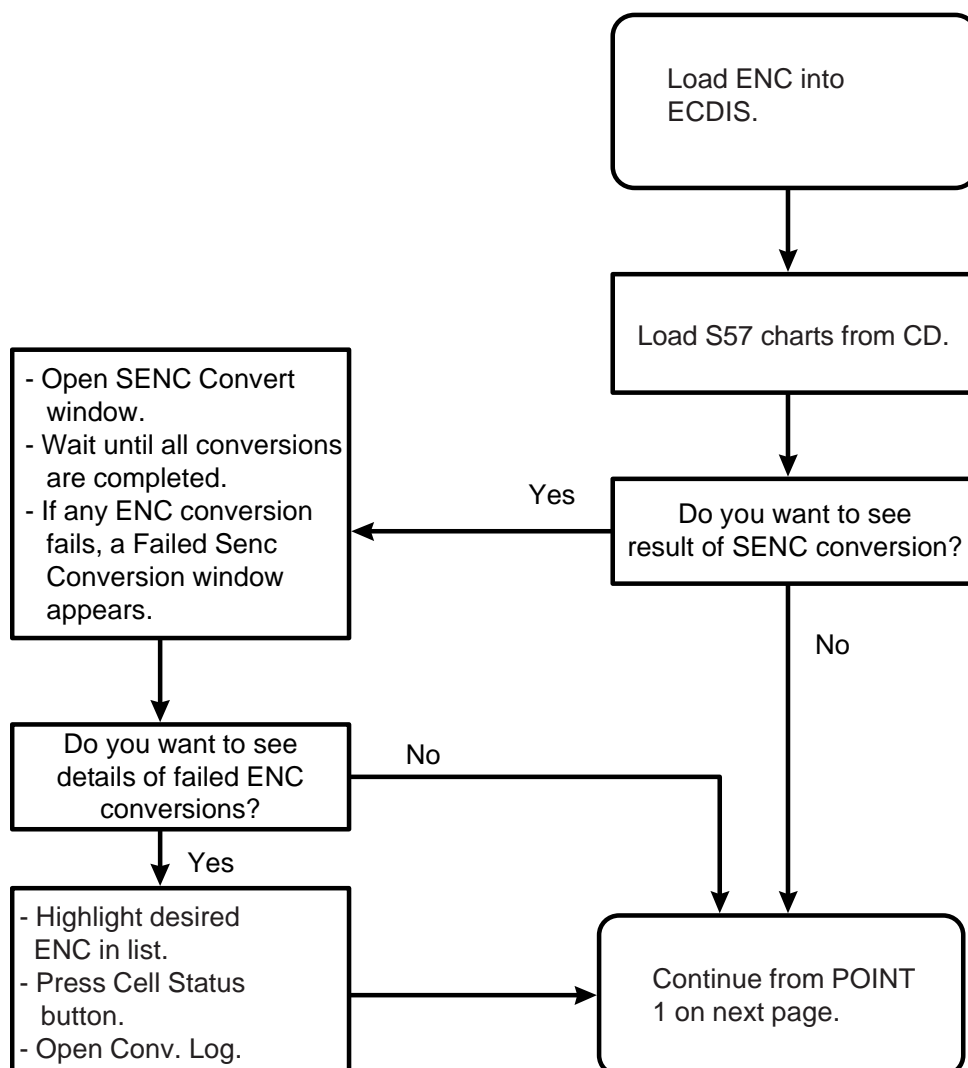 Load ENC into
ECDIS.
Load S57 charts from CD.
Do you want to see
result of SENC conversion?
Yes
No
- Open SENC Convert
window.
- Wait until all conversions
are completed.
- If any ENC conversion
fails, a Failed Senc
Conversion window
appears.
Do you want to see
details of failed ENC
conversions?
No
Yes
- Highlight desired
ENC in list.
- Press Cell Status
button.
- Open Conv. Log.
Continue from POINT
1 on next page.